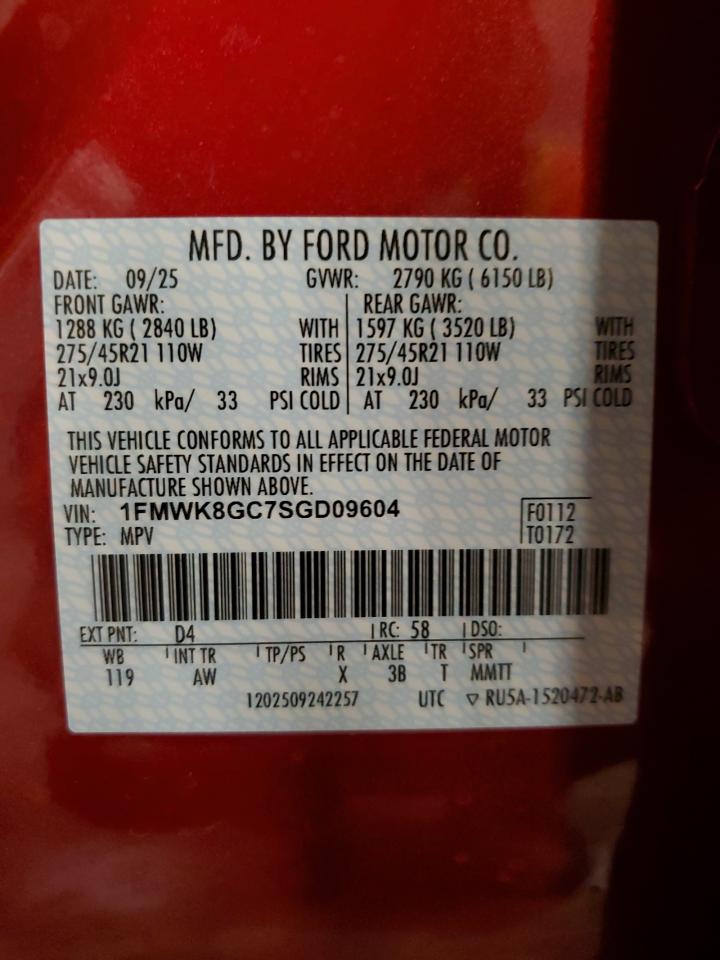 MFD. BY FORD MOTOR CO.
DATE: 09/25 GVWR: 2790 KG ( 6150 LB)
FRONT GAWR: REAR GAWR:
1288 KG ( 2840 LB) WITH 1597 KG ( 3520 LB) WITH
275/45R21 110W TIRES 275/45R21 110W TIRES
21x9.0J RIMS 21x9.0J RIMS
AT 230 kPa/ 33 PSI COLD AT 230 kPa/ 33 PSI COLD
THIS VEHICLE CONFORMS TO ALL APPLICABLE FEDERAL MOTOR
VEHICLE SAFETY STANDARDS IN EFFECT ON THE DATE OF
MANUFACTURE SHOWN ABOVE.
VIN: 1FMWK8GC7SGD09604 F0112
TYPE: MPV T0172
EXT PNT: D4 RC: 58 DSO:
WB INT TR TP/PS R AXLE TR SPR
119 AW X 3B T MMTT
1202509242257 UTC ▽ RU5A-1520472-AB